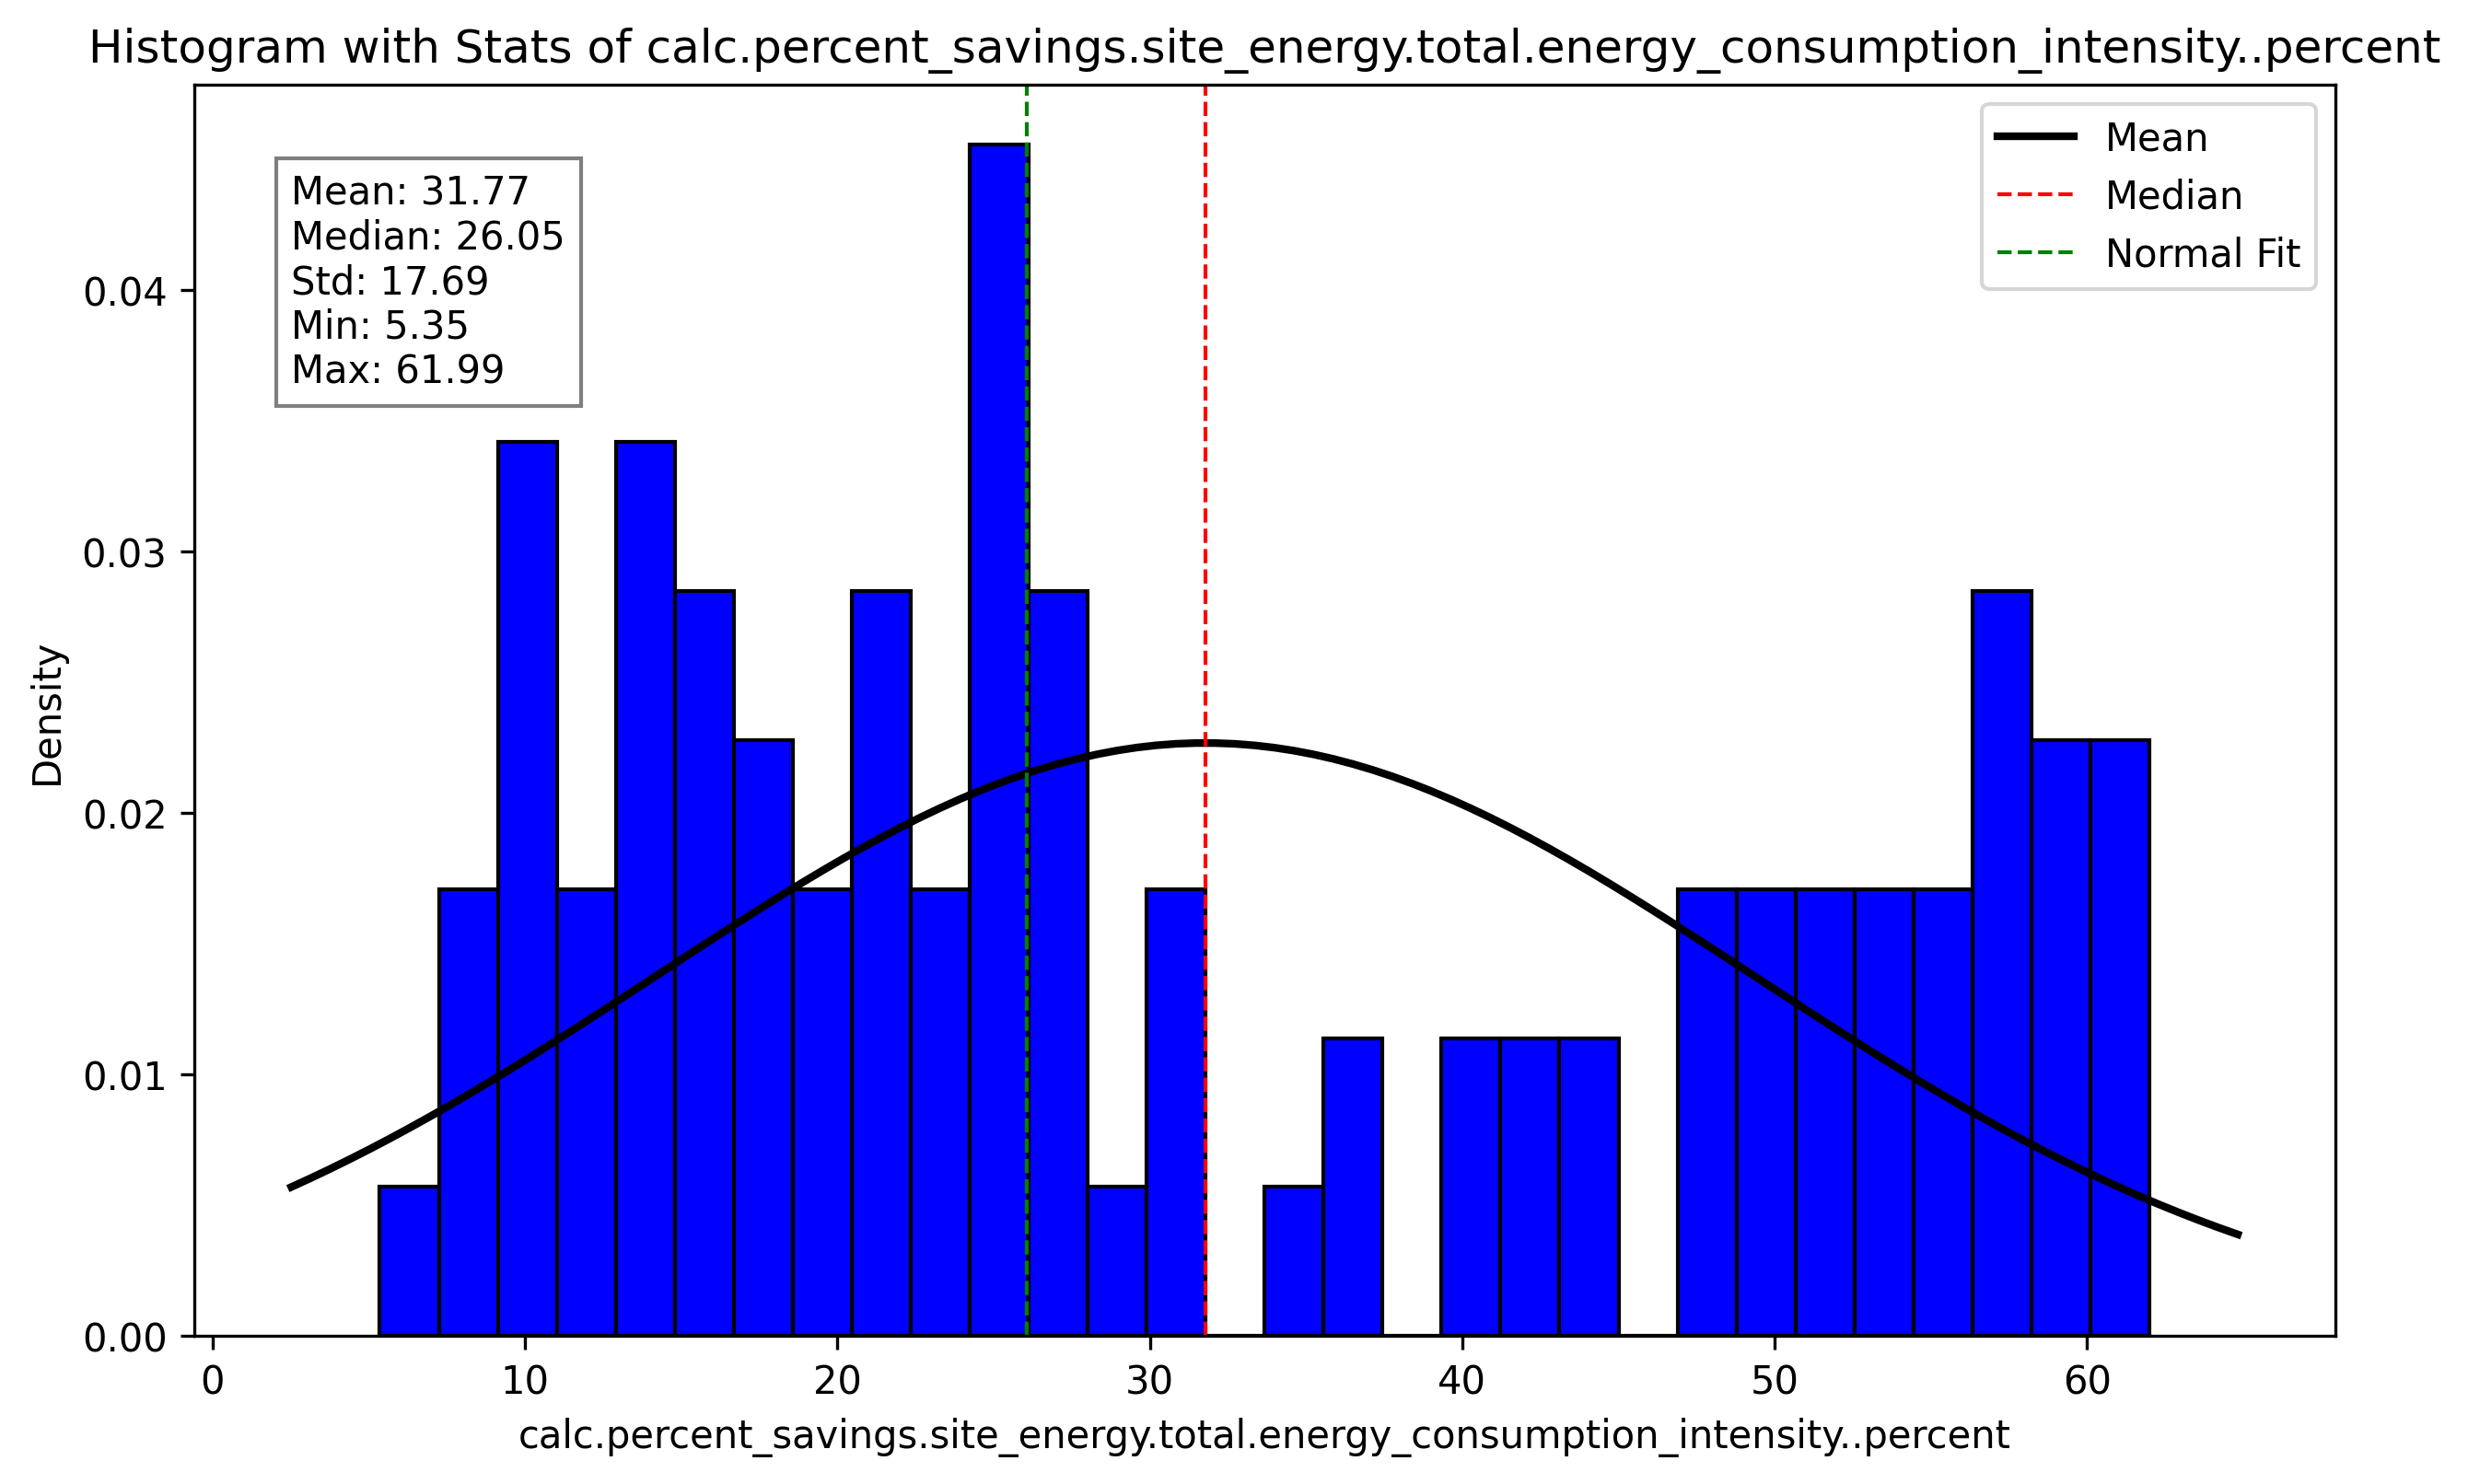 Histogram with Stats of calc.percent_savings.site_energy.total.energy_consumption_intensity..percent
Mean: 31.77
Median: 26.05
Std: 17.69
Min: 5.35
Max: 61.99
Mean
Median
Normal Fit
Density
0.04
0.03
0.02
0.01
0.00
0 10 20 30 40 50 60
calc.percent_savings.site_energy.total.energy_consumption_intensity..percent